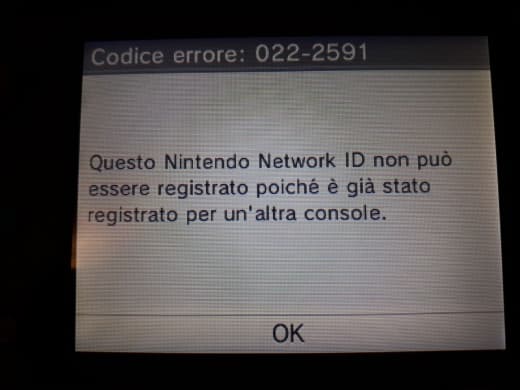 Codice errore: 022-2591
Questo Nintendo Network ID non può
essere registrato poiché è già stato
registrato per un'altra console.
OK